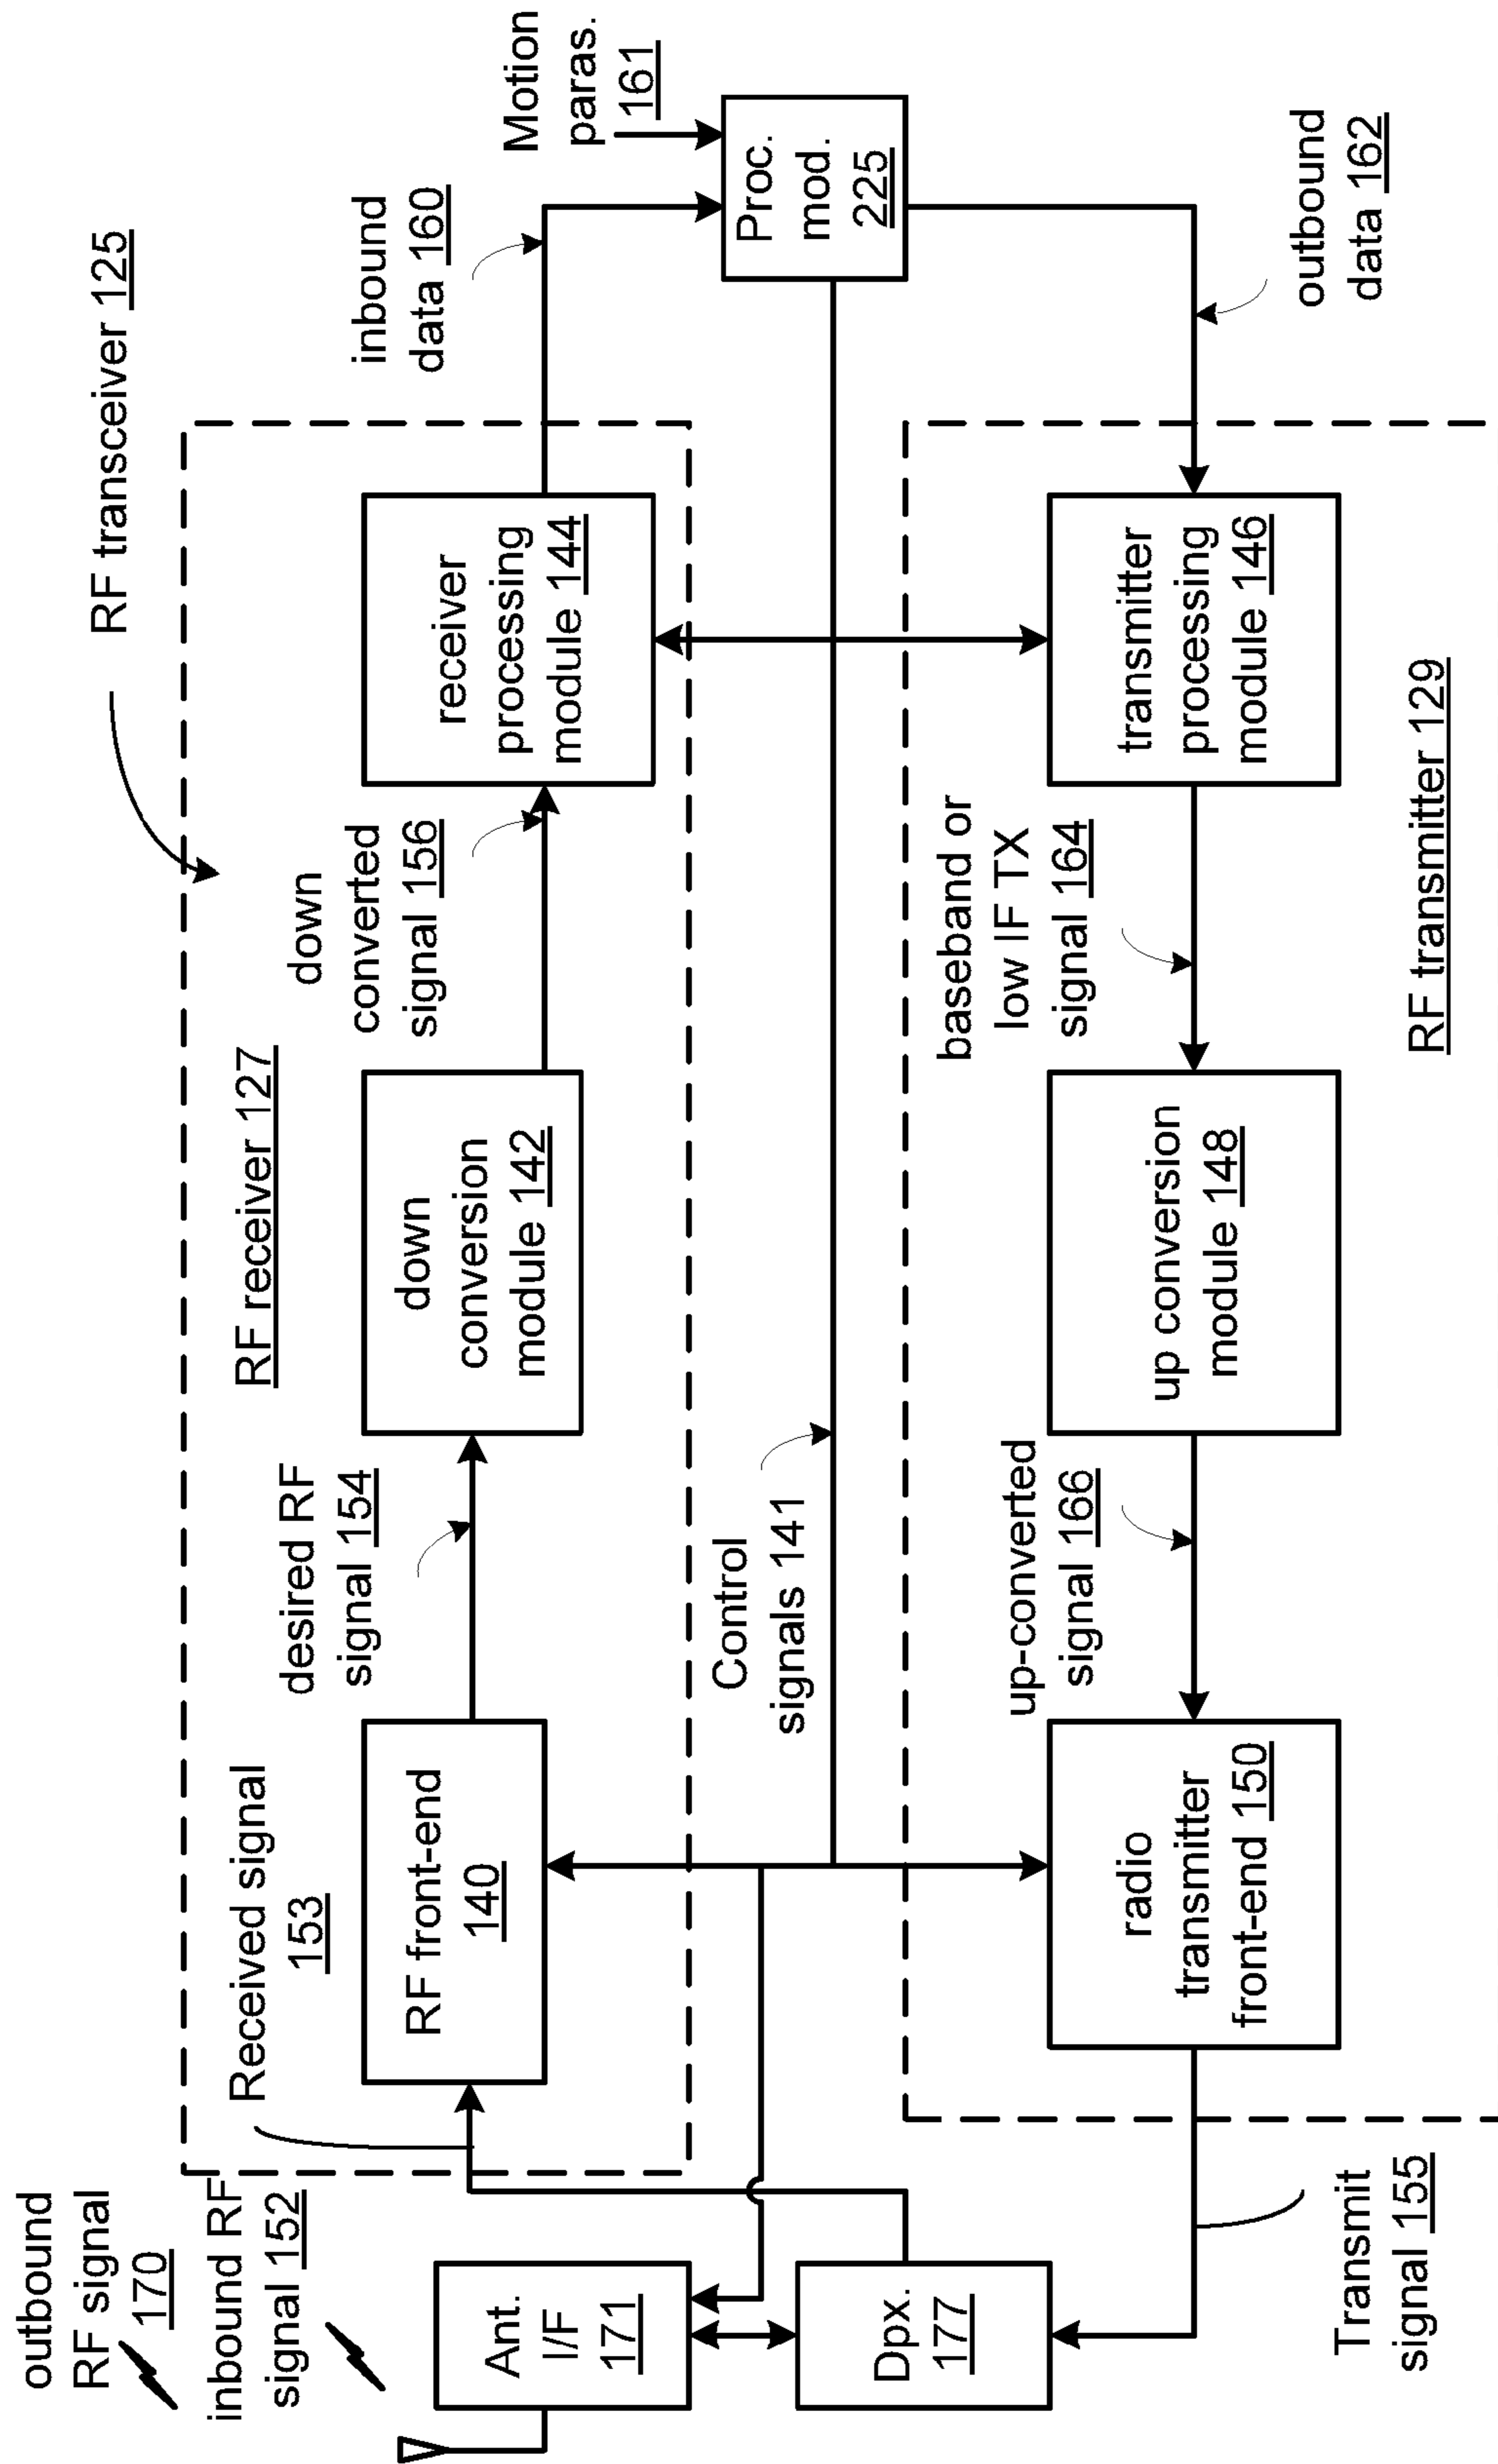 RF transceiver 125
outbound
RF signal
170
inbound RF
signal 152
Received signal
153
RF receiver 127
desired RF
signal 154
down
converted
signal 156
inbound
data 160
Motion
paras.
161
Ant.
I/F
171
RF front-end
140
down
conversion
module 142
receiver
processing
module 144
Proc.
mod.
225
Control
signals 141
Dpx.
177
Transmit
signal 155
radio
transmitter
front-end 150
up-converted
signal 166
up conversion
module 148
baseband or
low IF TX
signal 164
transmitter
processing
module 146
outbound
data 162
RF transmitter 129